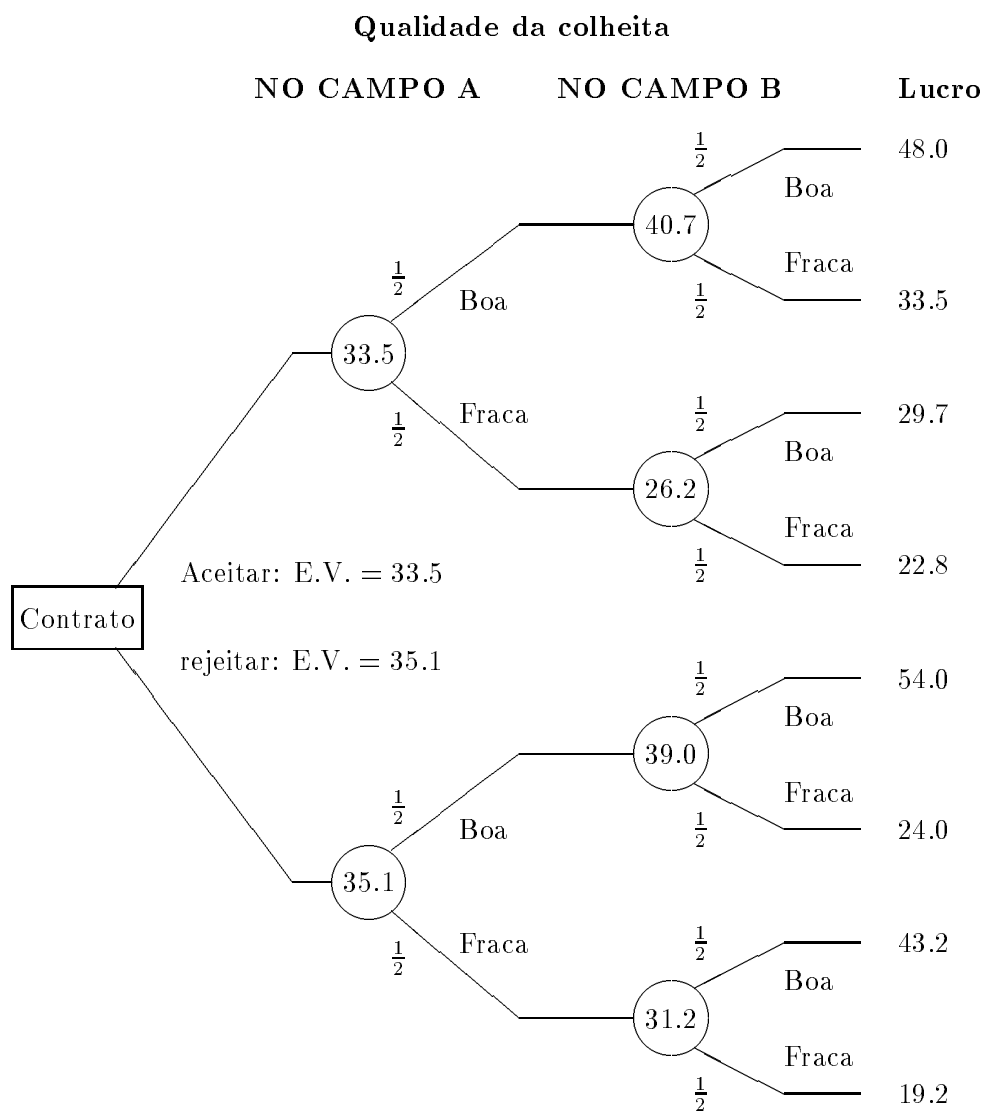 Qualidade da colheita
NO CAMPO A NO CAMPO B Lucro
1/2 48.0
Boa
40.7
Fraca
1/2
1/2 33.5
Boa
33.5
Fraca 1/2 29.7
1/2
Boa
26.2
Fraca
1/2 22.8
Aceitar: E.V. = 33.5
Contrato
rejeitar: E.V. = 35.1
1/2 54.0
Boa
39.0
Fraca
1/2
Boa 1/2 24.0
35.1
Fraca 1/2 43.2
1/2
Boa
31.2
Fraca
1/2 19.2